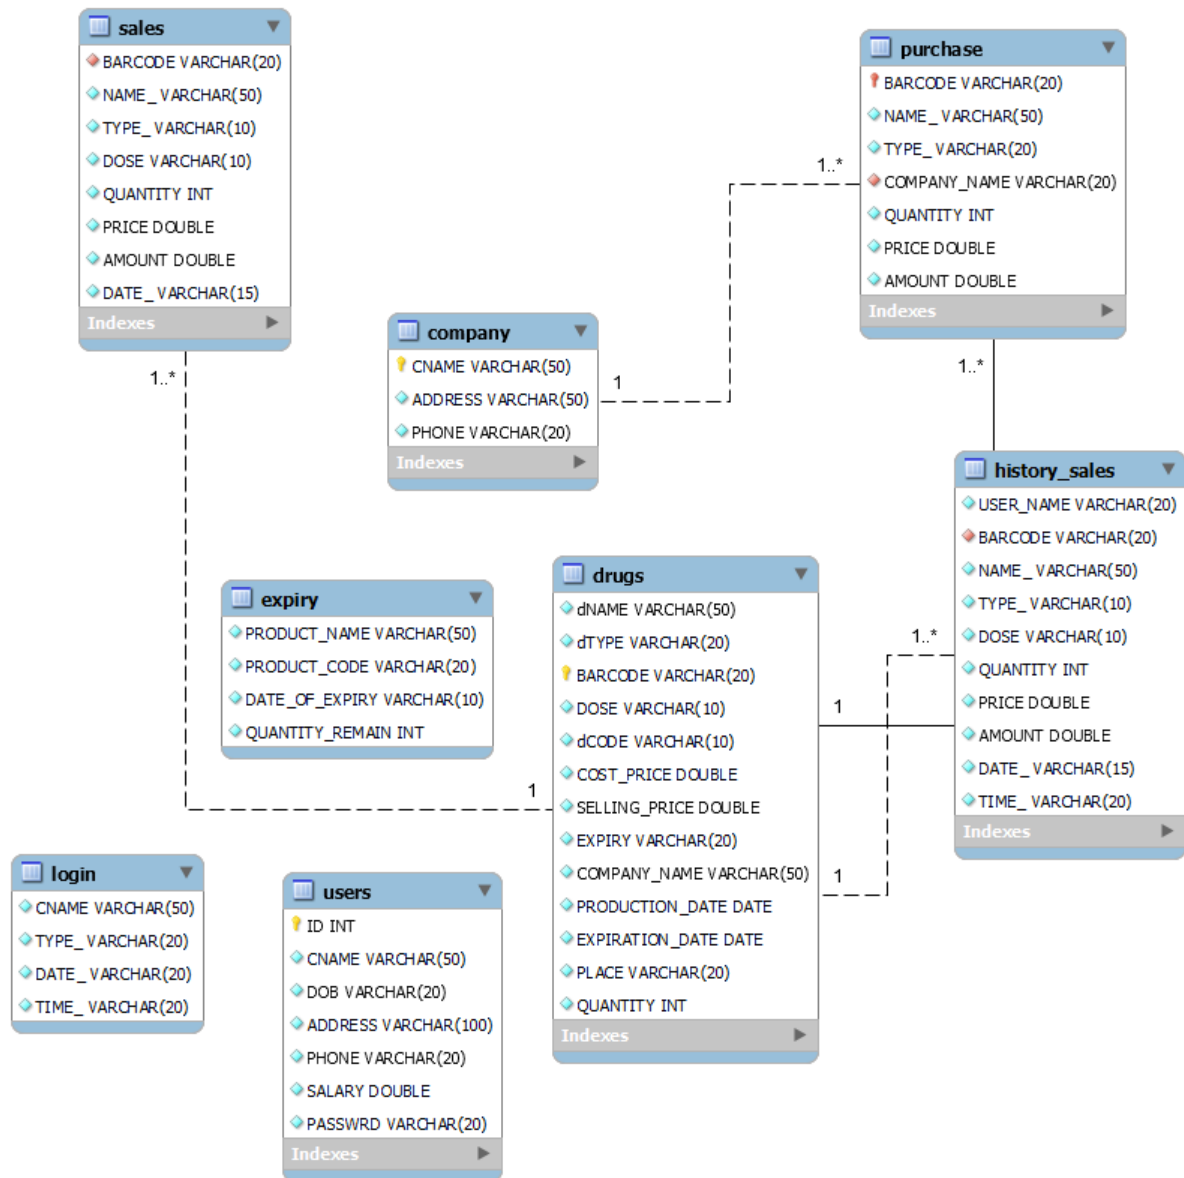 sales
BARCODE VARCHAR(20)
NAME_ VARCHAR(50)
TYPE_ VARCHAR(10)
DOSE VARCHAR(10)
QUANTITY INT
PRICE DOUBLE
AMOUNT DOUBLE
DATE_ VARCHAR(15)
Indexes
1..*
purchase
BARCODE VARCHAR(20)
NAME_ VARCHAR(50)
TYPE_ VARCHAR(20)
COMPANY_NAME VARCHAR(20)
QUANTITY INT
PRICE DOUBLE
AMOUNT DOUBLE
Indexes
1..*
1..*
company
CNAME VARCHAR(50)
ADDRESS VARCHAR(50)
PHONE VARCHAR(20)
Indexes
1
history_sales
USER_NAME VARCHAR(20)
BARCODE VARCHAR(20)
NAME_ VARCHAR(50)
TYPE_ VARCHAR(10)
DOSE VARCHAR(10)
QUANTITY INT
PRICE DOUBLE
AMOUNT DOUBLE
DATE_ VARCHAR(15)
TIME_ VARCHAR(20)
Indexes
1..*
expiry
PRODUCT_NAME VARCHAR(50)
PRODUCT_CODE VARCHAR(20)
DATE_OF_EXPIRY VARCHAR(10)
QUANTITY_REMAIN INT
drugs
dNAME VARCHAR(50)
dTYPE VARCHAR(20)
BARCODE VARCHAR(20)
DOSE VARCHAR(10)
dCODE VARCHAR(10)
COST_PRICE DOUBLE
SELLING_PRICE DOUBLE
EXPIRY VARCHAR(20)
COMPANY_NAME VARCHAR(50)
PRODUCTION_DATE DATE
EXPIRATION_DATE DATE
PLACE VARCHAR(20)
QUANTITY INT
Indexes
1
1
1
login
CNAME VARCHAR(50)
TYPE_ VARCHAR(20)
DATE_ VARCHAR(20)
TIME_ VARCHAR(20)
users
ID INT
CNAME VARCHAR(50)
DOB VARCHAR(20)
ADDRESS VARCHAR(100)
PHONE VARCHAR(20)
SALARY DOUBLE
PASSWRD VARCHAR(20)
Indexes